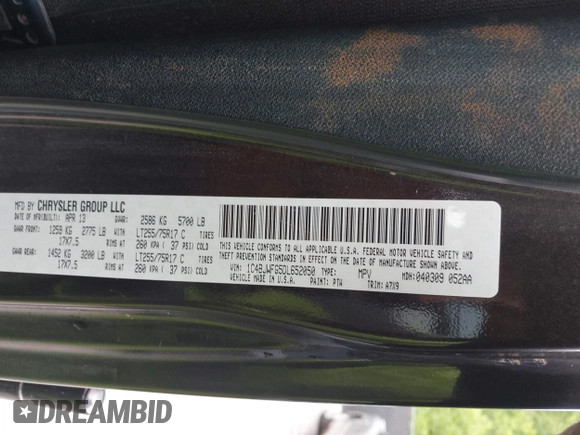 MFD BY CHRYSLER GROUP LLC
DATE OF MFR(BUILT): APR 13 GVWR: 2586 KG 5700 LB
GAWR FRONT: 1259 KG 2775 LB WITH LT255/75R17 C
17X7.5 RIMS AT 260 KPA ( 37 PSI) COLD
GAWR REAR: 1452 KG 3200 LB WITH LT255/75R17 C
17X7.5 RIMS AT 260 KPA ( 37 PSI) COLD
THIS VEHICLE CONFORMS TO ALL APPLICABLE U.S.A. FEDERAL MOTOR VEHICLE SAFETY, BUMPER, AND
THEFT PREVENTION STANDARDS IN EFFECT ON THE DATE OF MANUFACTURE SHOWN ABOVE.
VIN: 1C4BJWFG5DL652050 TYPE: MPV MDH: 040309 052AA
VEHICLE MADE IN U.S.A. PAINT: PTW TRIM: A7X9
DREAMBID